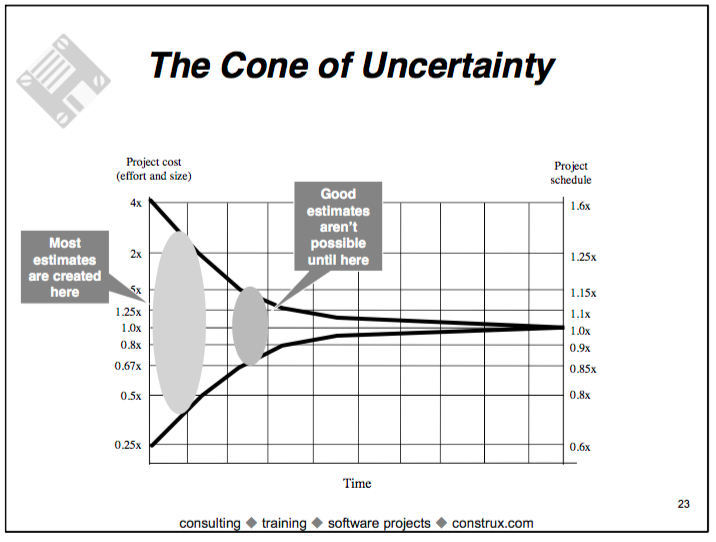 The Cone of Uncertainty
Project cost
(effort and size)
Project
schedule
4x
2x
5x
1.25x
1.0x
0.8x
0.67x
0.5x
0.25x
1.6x
1.25x
1.15x
1.1x
1.0x
0.9x
0.85x
0.8x
0.6x
Most
estimates
are created
here
Good
estimates
aren't
possible
until here
Time
23
consulting ◆ training ◆ software projects ◆ construx.com